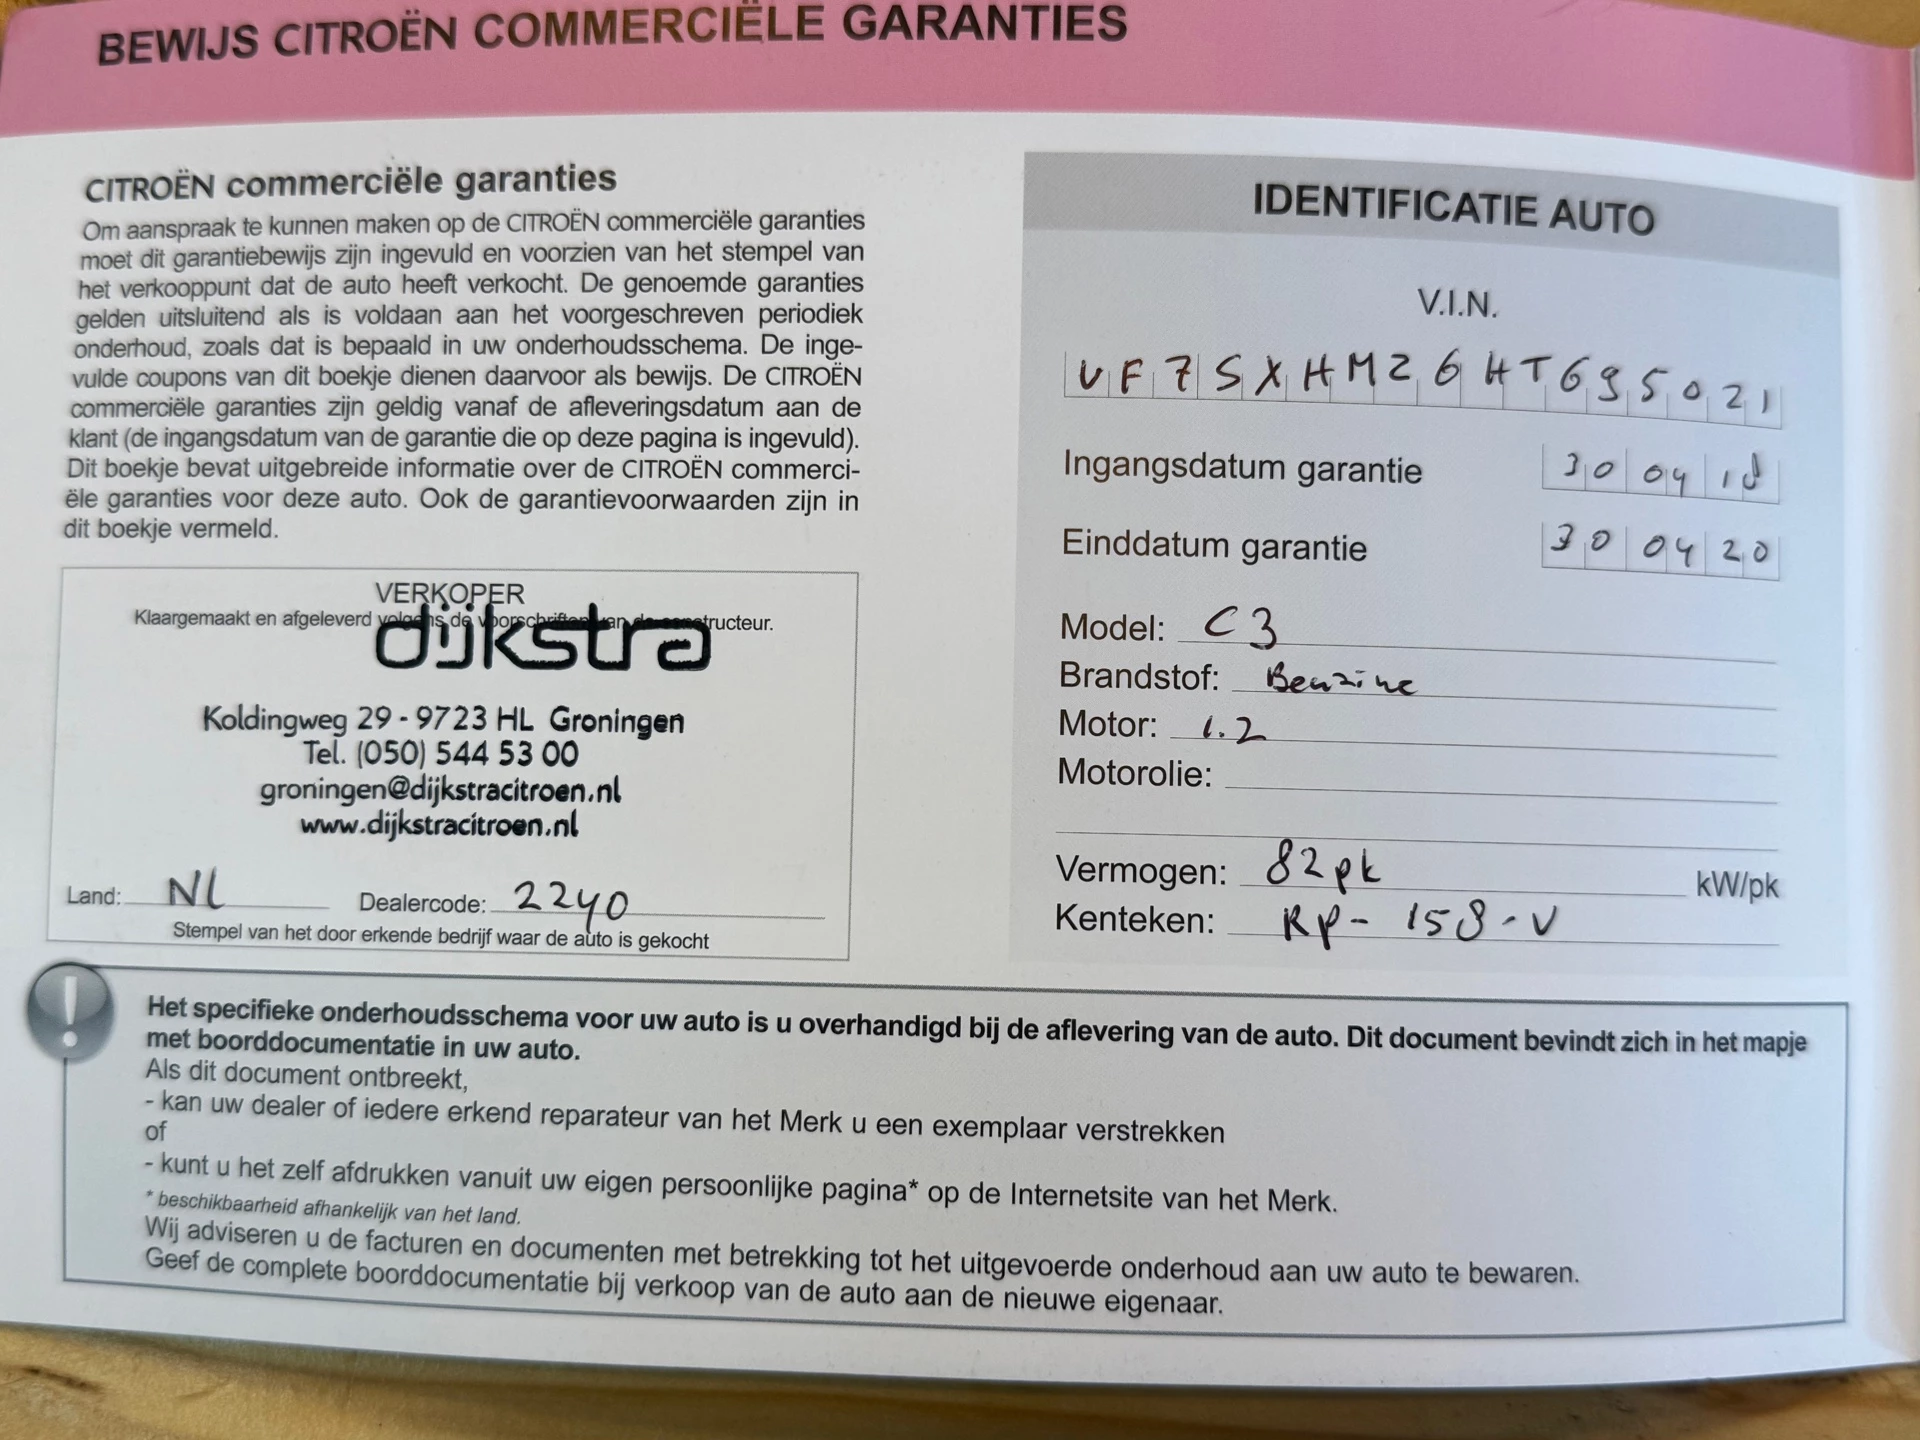 BEWIJS CITROËN COMMERCIËLE GARANTIES
CITROËN commerciële garanties
Om aanspraak te kunnen maken op de CITROËN commerciële garanties
moet dit garantiebewijs zijn ingevuld en voorzien van het stempel van
het verkooppunt dat de auto heeft verkocht. De genoemde garanties
gelden uitsluitend als is voldaan aan het voorgeschreven periodiek
onderhoud, zoals dat is bepaald in uw onderhoudsschema. De inge-
vulde coupons van dit boekje dienen daarvoor als bewijs. De CITROËN
commerciële garanties zijn geldig vanaf de afleveringsdatum aan de
klant (de ingangsdatum van de garantie die op deze pagina is ingevuld).
Dit boekje bevat uitgebreide informatie over de CITROËN commerci-
ële garanties voor deze auto. Ook de garantievoorwaarden zijn in
dit boekje vermeld.
VERKOPER
Klaargemaakt en afgeleverd volgens de voorschriften van de constructeur.
dijkstra
Koldingweg 29 - 9723 HL Groningen
Tel. (050) 544 53 00
groningen@dijkstracitroen.nl
www.dijkstracitroen.nl
Land: NL Dealercode: 2240
Stempel van het door erkende bedrijf waar de auto is gekocht
IDENTIFICATIE AUTO
V.I.N.
VF7SXHMZ6HT695021
Ingangsdatum garantie 30 04 18
Einddatum garantie 30 04 20
Model: C3
Brandstof: Benzine
Motor: 1.2
Motorolie:
Vermogen: 82pk kW/pk
Kenteken: RP-158-V
Het specifieke onderhoudsschema voor uw auto is u overhandigd bij de aflevering van de auto. Dit document bevindt zich in het mapje
met boorddocumentatie in uw auto.
Als dit document ontbreekt,
- kan uw dealer of iedere erkend reparateur van het Merk u een exemplaar verstrekken
of
- kunt u het zelf afdrukken vanuit uw eigen persoonlijke pagina* op de Internetsite van het Merk.
* beschikbaarheid afhankelijk van het land.
Wij adviseren u de facturen en documenten met betrekking tot het uitgevoerde onderhoud aan uw auto te bewaren.
Geef de complete boorddocumentatie bij verkoop van de auto aan de nieuwe eigenaar.